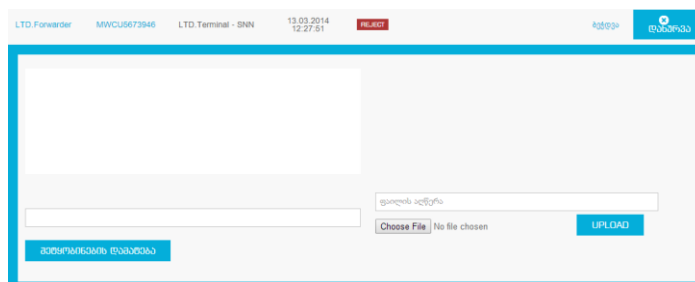 LTD.Forwarder MWCU5673946 LTD.Terminal - SNN 13.03.2014 12:27:51 REJECT ბეჭდვა დახურვა
ფაილის აღწერა
Choose File No file chosen UPLOAD
შეტყობინების დამატება